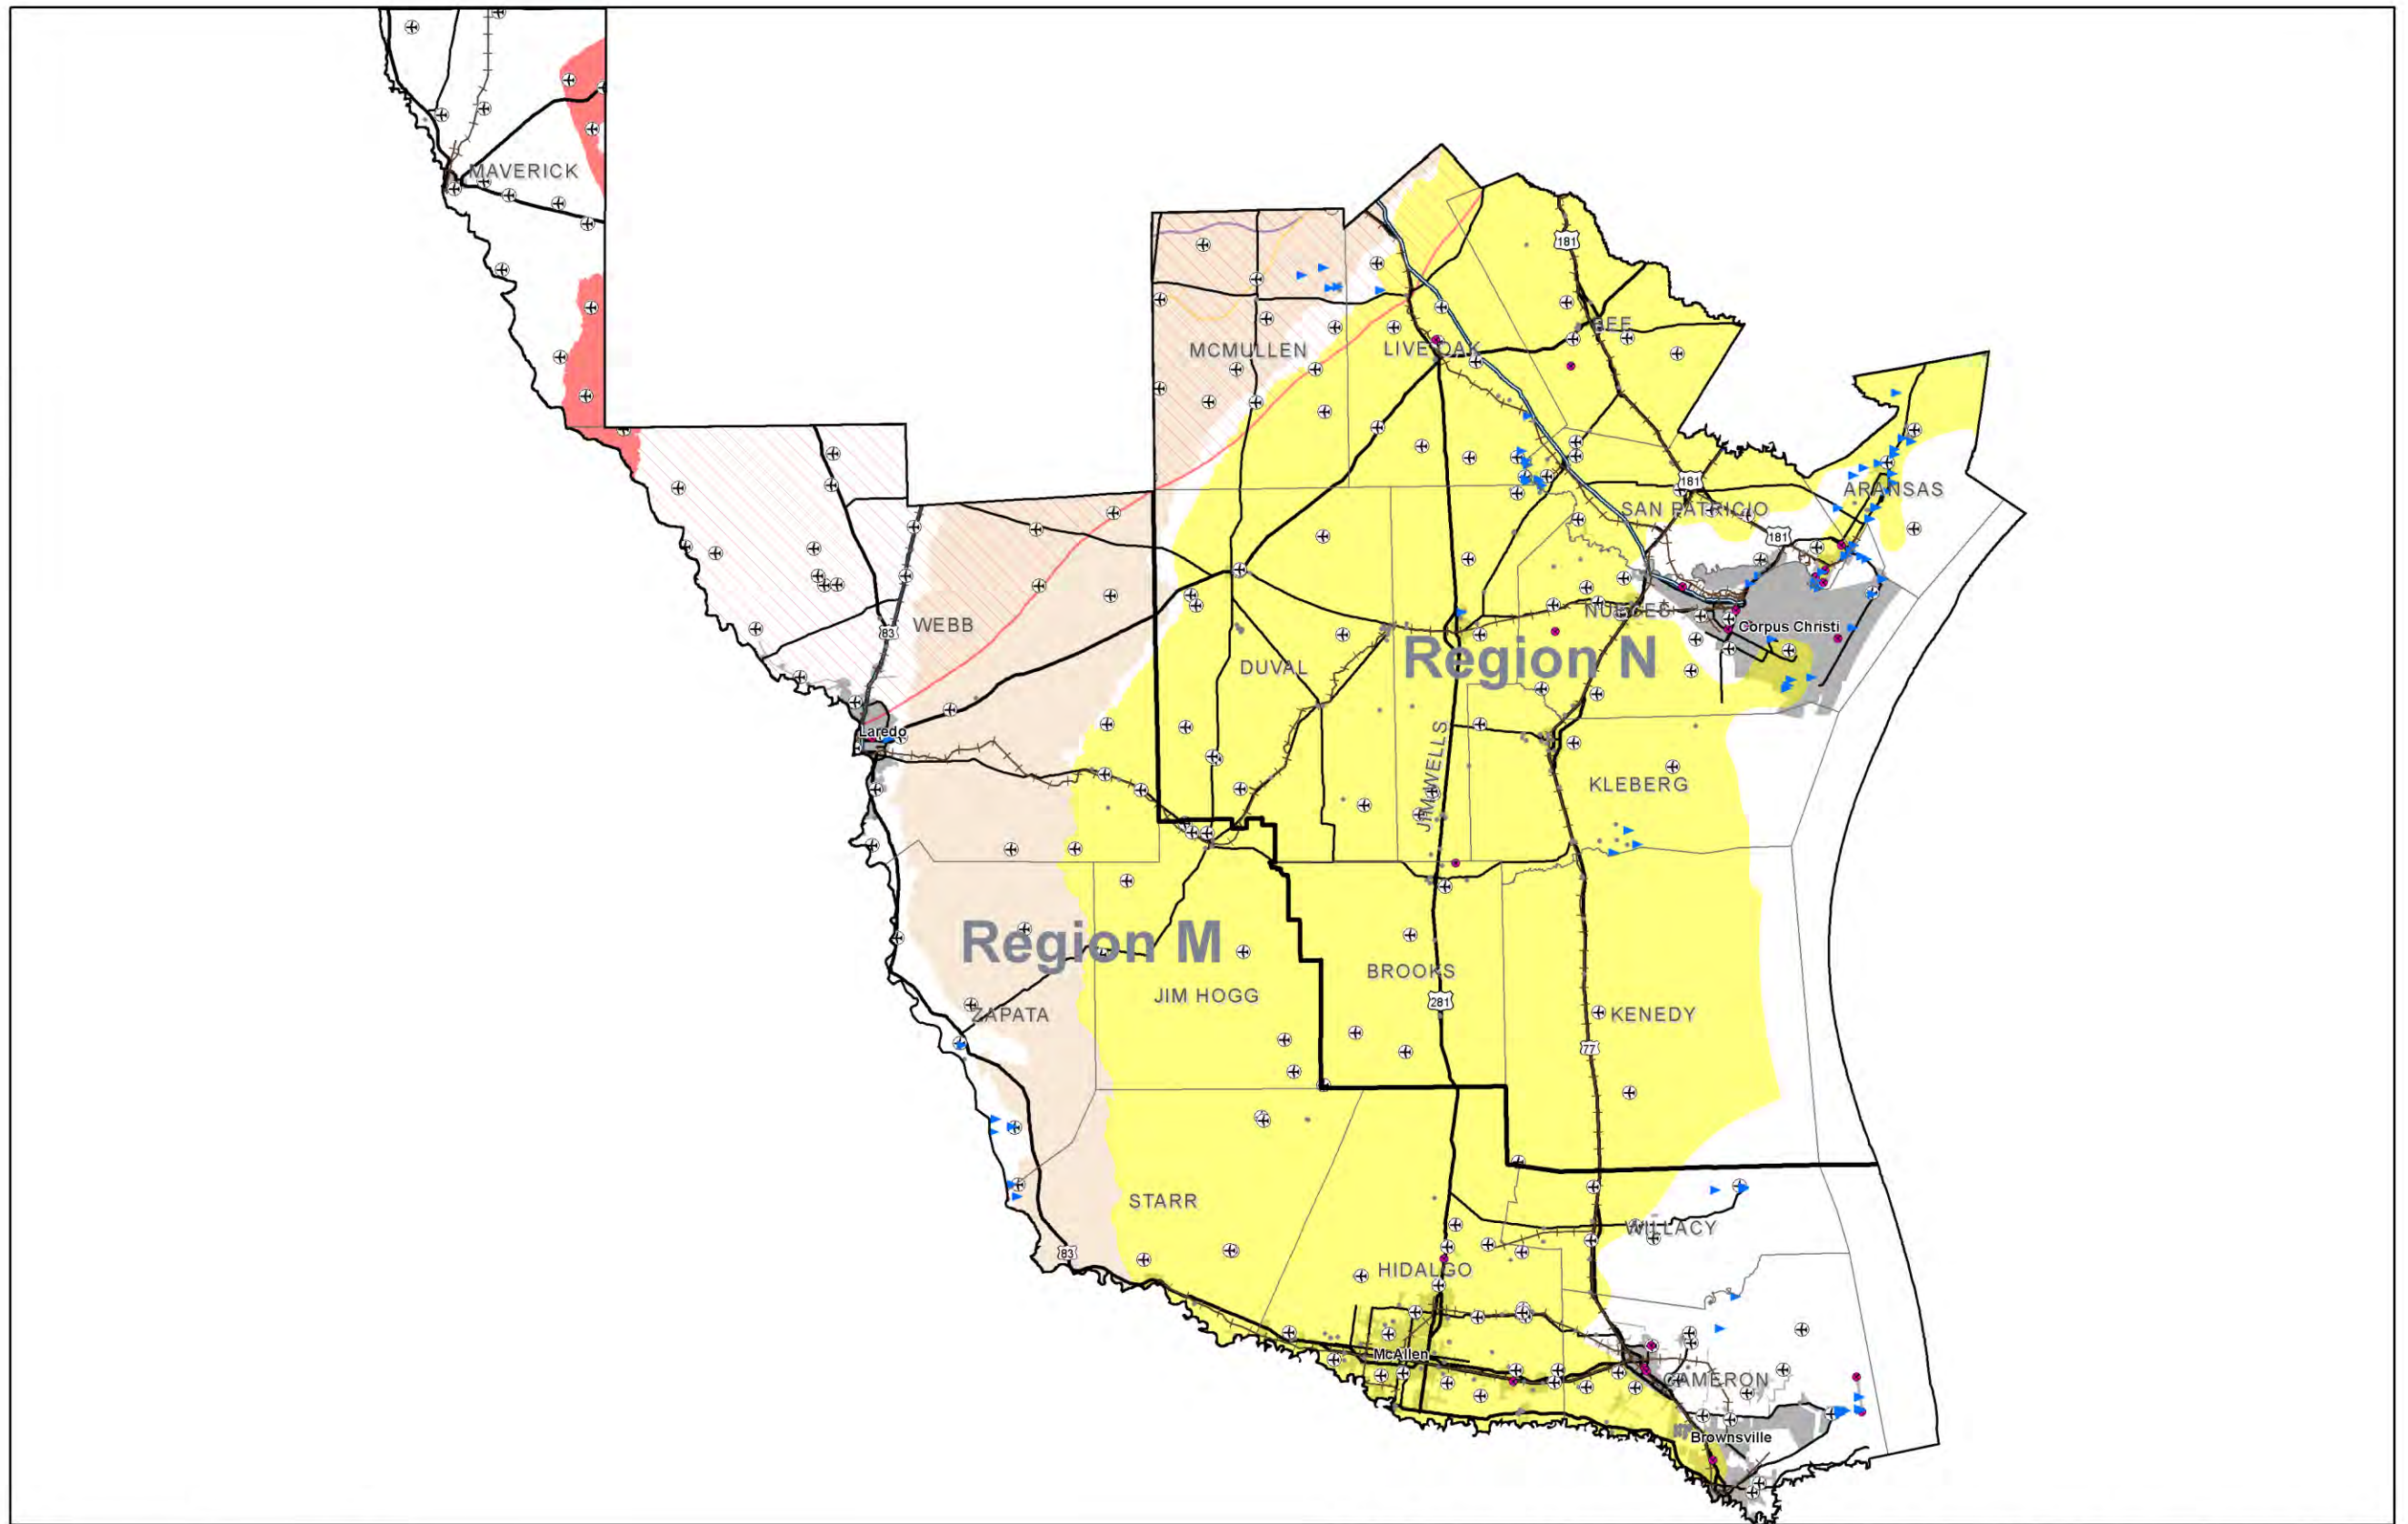 MAVERICK
181
BEE
MCMULLEN
LIVE OAK
181
ARANSAS
SAN PATRICIO
181
NUECES
WEBB
83
Corpus Christi
Region N
DUVAL
Laredo
JIM WELLS
KLEBERG
Region M
BROOKS
JIM HOGG
281
ZAPATA
KENEDY
77
STARR
WILLACY
83
HIDALGO
McAllen
CAMERON
Brownsville